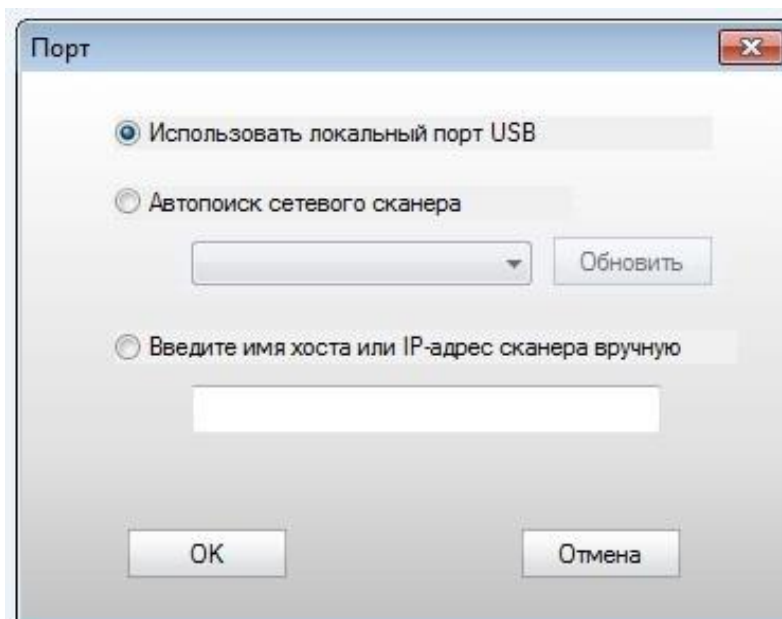 Порт
Использовать локальный порт USB
Автопоиск сетевого сканера
Обновить
Введите имя хоста или IP-адрес сканера вручную
OK
Отмена